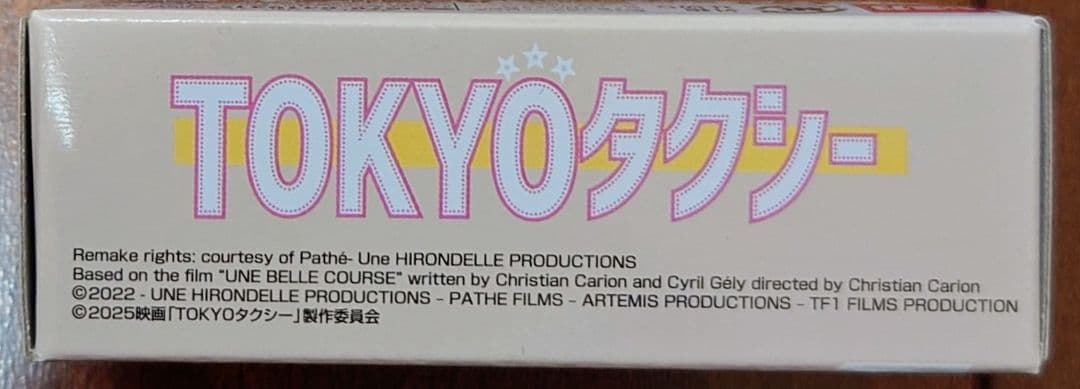 TOKYOタクシー
Remake rights: courtesy of Pathé- Une HIRONDELLE PRODUCTIONS
Based on the film "UNE BELLE COURSE" written by Christian Carion and Cyril Gély directed by Christian Carion
©2022 - UNE HIRONDELLE PRODUCTIONS - PATHE FILMS - ARTEMIS PRODUCTIONS - TF1 FILMS PRODUCTION
©2025映画「TOKYOタクシー」製作委員会